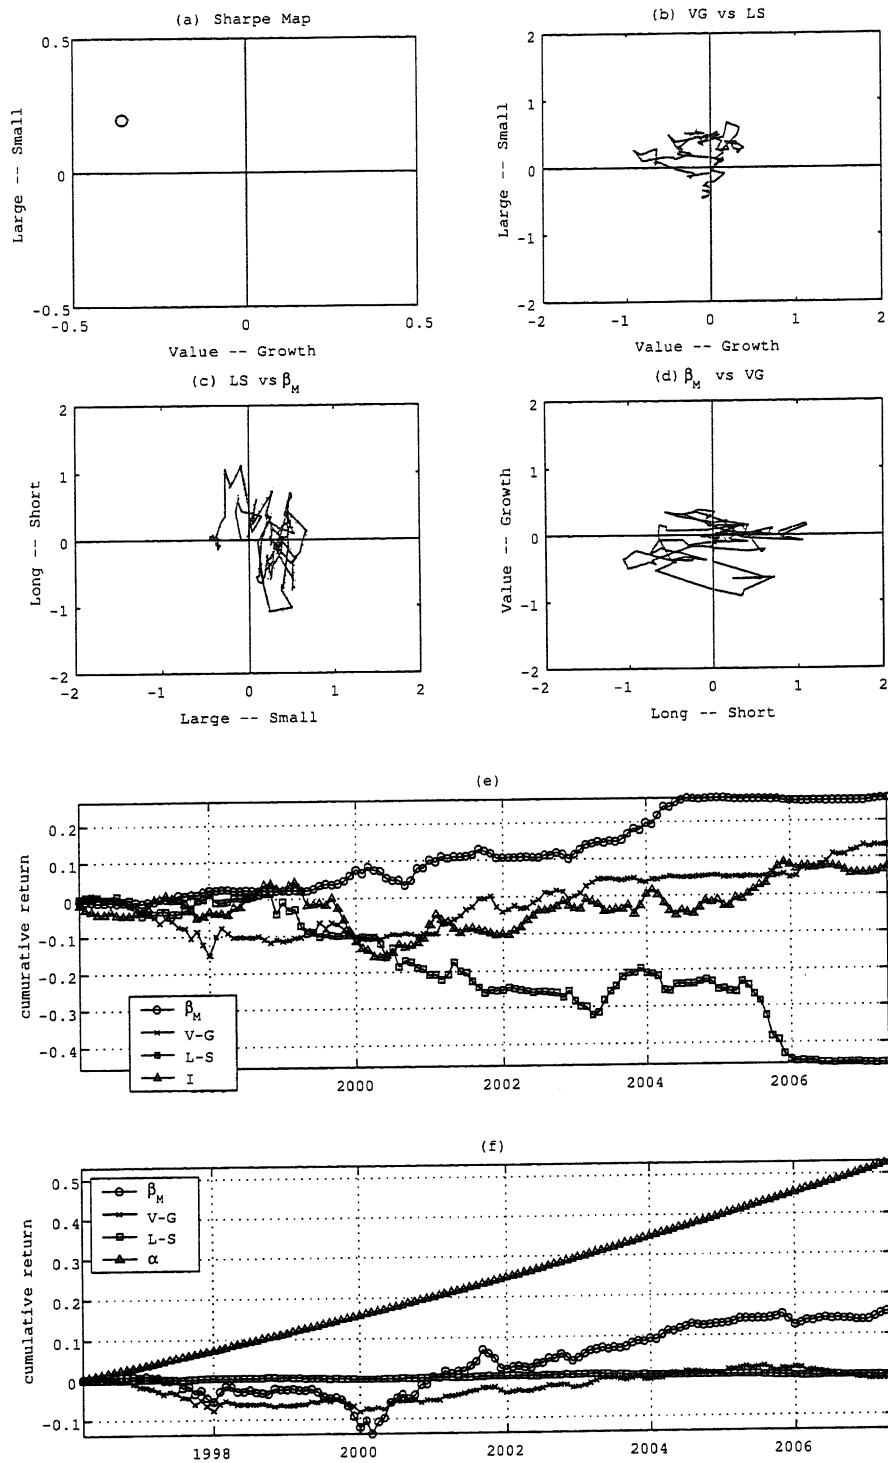 (a) Sharpe Map
0.5
0
-0.5
-0.5
0
0.5
Large -- Small
Value -- Growth
(b) VG vs LS
2
1
0
-1
-2
-2
-1
0
1
2
Large -- Small
Value -- Growth
(c) LS vs βM
2
1
0
-1
-2
-2
-1
0
1
2
Long -- Short
Large -- Small
(d) βM vs VG
2
1
0
-1
-2
-2
-1
0
1
2
Value -- Growth
Long -- Short
(e)
0.2
0.1
0
-0.1
-0.2
-0.3
-0.4
cumurative return
βM
V-G
L-S
I
2000
2002
2004
2006
(f)
0.5
0.4
0.3
0.2
0.1
0
-0.1
cumulative return
βM
V-G
L-S
α
1998
2000
2002
2004
2006